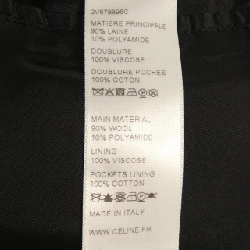 MATIERE PRINCIPALE
90% LAINE
10% POLYAMIDE
DOUBLURE
100% VISCOSE
DOUBLURE POCHES
100% COTON
MAIN MATERIAL
90% WOOL
10% POLYAMIDE
LINING
100% VISCOSE
POCKETS LINING
100% COTTON
MADE IN ITALY
WWW.CELINE.FR